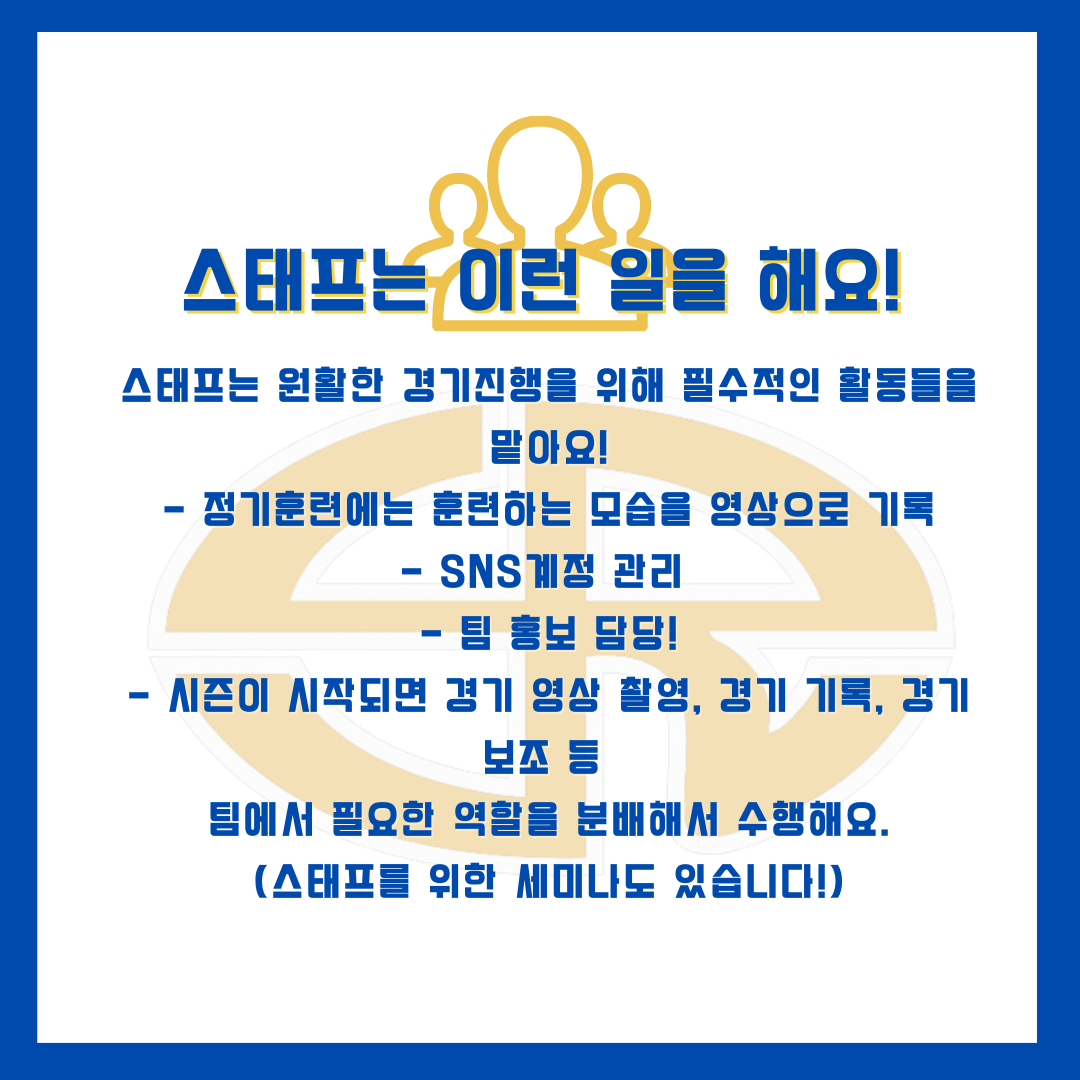 스태프는 이런 일을 해요!
스태프는 원활한 경기진행을 위해 필수적인 활동들을
맡아요!
- 정기훈련에는 훈련하는 모습을 영상으로 기록
- SNS계정 관리
- 팀 홍보 담당!
- 시즌이 시작되면 경기 영상 촬영, 경기 기록, 경기
보조 등
팀에서 필요한 역할을 분배해서 수행해요.
(스태프를 위한 세미나도 있습니다!)